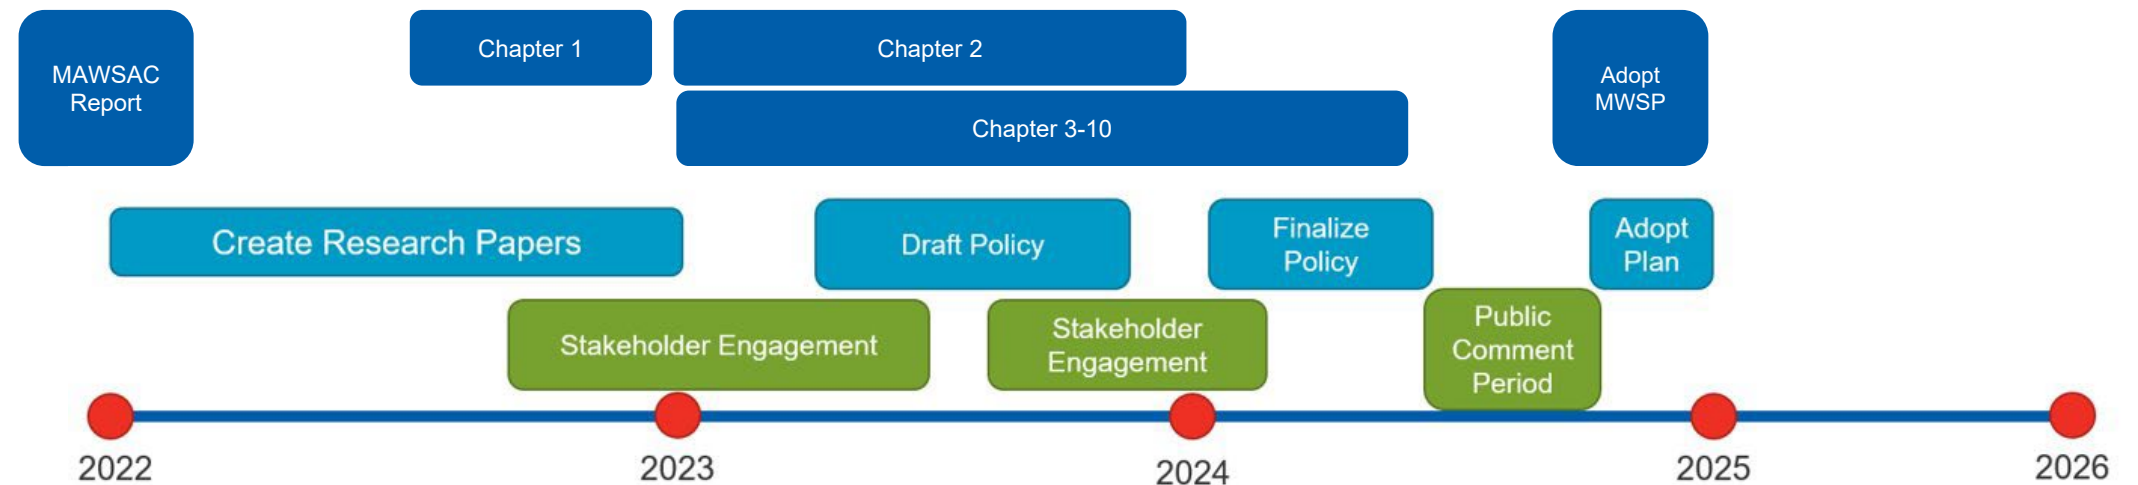 MAWSAC
Report
Chapter 1
Chapter 2
Chapter 3-10
Adopt
MWSP
Create Research Papers
Draft Policy
Finalize
Policy
Adopt
Plan
Stakeholder Engagement
Stakeholder
Engagement
Public
Comment
Period
2022
2023
2024
2025
2026